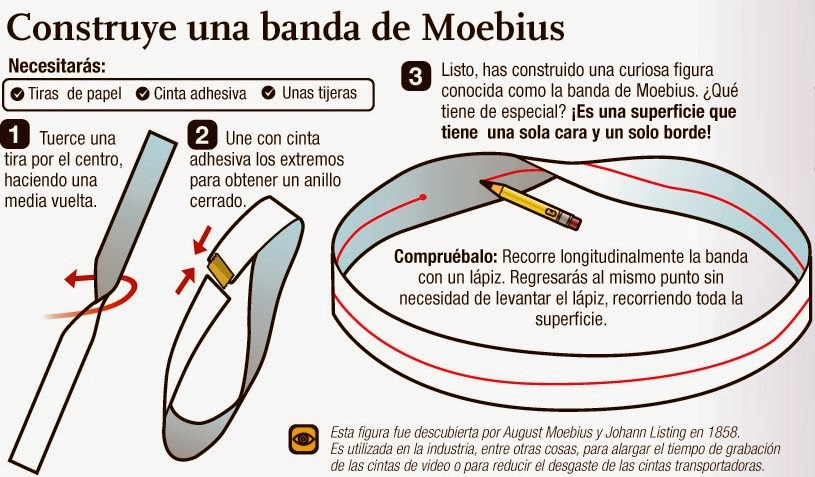 Construye una banda de Moebius
Necesitarás:
Tiras de papel Cinta adhesiva Unas tijeras
1 Tuerce una
tira por el centro,
haciendo una
media vuelta.
2 Une con cinta
adhesiva los extremos
para obtener un anillo
cerrado.
3 Listo, has construido una curiosa figura
conocida como la banda de Moebius. ¿Qué
tiene de especial? ¡Es una superficie que
tiene una sola cara y un solo borde!
Compruébalo: Recorre longitudinalmente la banda
con un lápiz. Regresarás al mismo punto sin
necesidad de levantar el lápiz, recorriendo toda la
superficie.
Esta figura fue descubierta por August Moebius y Johann Listing en 1858.
Es utilizada en la industria, entre otras cosas, para alargar el tiempo de grabación
de las cintas de video o para reducir el desgaste de las cintas transportadoras.